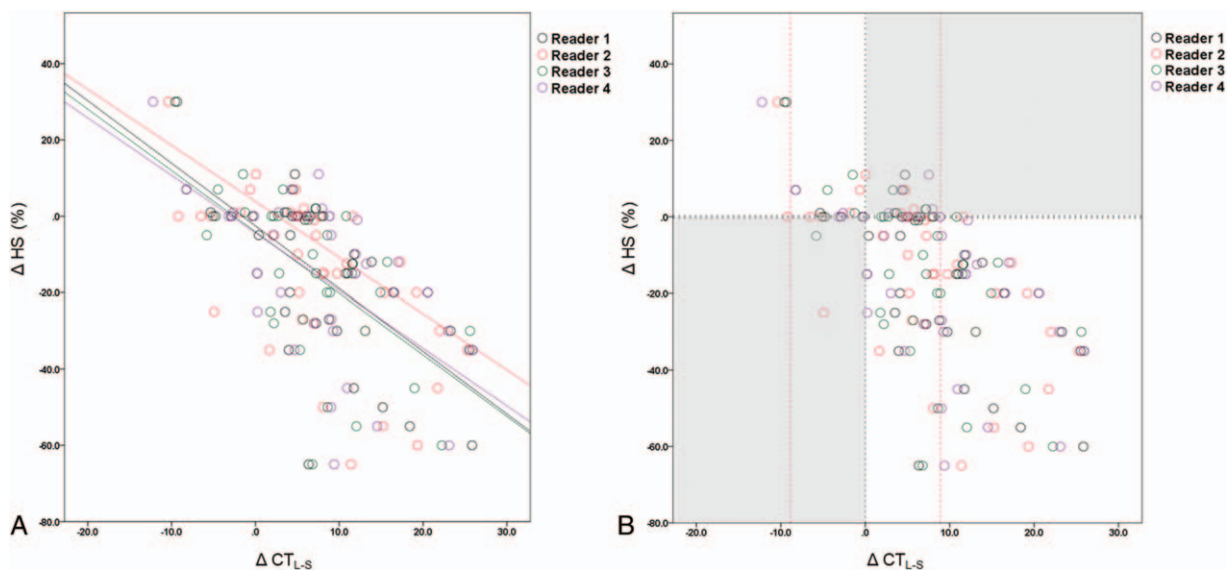 Reader 1
Reader 2
Reader 3
Reader 4
40.0
20.0
.0
-20.0
-40.0
-60.0
-80.0
Δ HS (%)
-20.0 -10.0 .0 10.0 20.0 30.0
Δ CTL-S
A
Reader 1
Reader 2
Reader 3
Reader 4
40.0
20.0
.0
-20.0
-40.0
-60.0
-80.0
Δ HS (%)
-20.0 -10.0 .0 10.0 20.0 30.0
Δ CTL-S
B